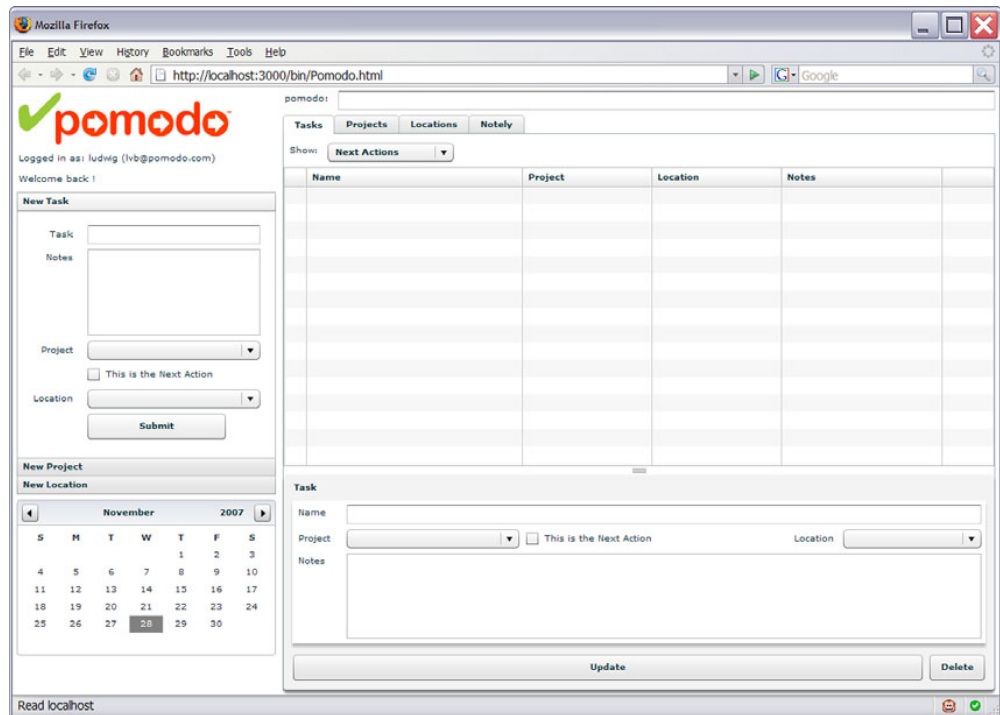 Mozilla Firefox
File Edit View History Bookmarks Tools Help
http://localhost:3000/bin/Pomodo.html
G Google
pomodo™
Logged in as: ludwig (lvb@pomodo.com)
Welcome back !
New Task
Task
Notes
Project
This is the Next Action
Location
Submit
New Project
New Location
November 2007
S M T W T F S
1 2 3
4 5 6 7 8 9 10
11 12 13 14 15 16 17
18 19 20 21 22 23 24
25 26 27 28 29 30
pomodo:
Tasks Projects Locations Notely
Show: Next Actions
Name Project Location Notes
Task
Name
Project This is the Next Action Location
Notes
Update Delete
Read localhost